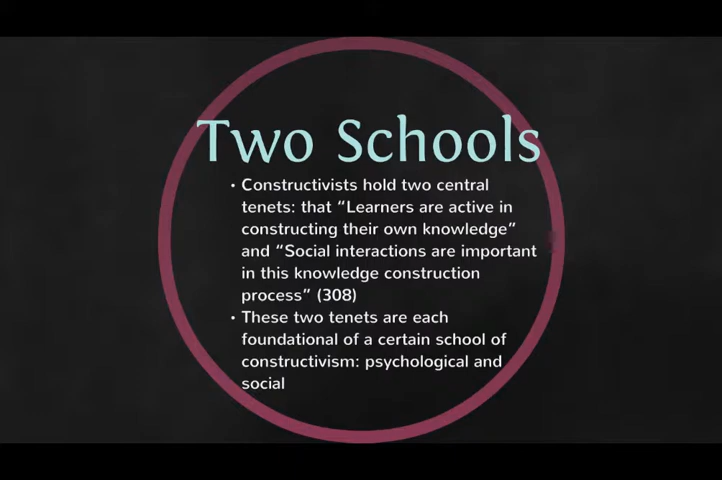 Two Schools
• Constructivists hold two central
tenets: that “Learners are active in
constructing their own knowledge”
and “Social interactions are important
in this knowledge construction
process” (308)
• These two tenets are each
foundational of a certain school of
constructivism: psychological and
social